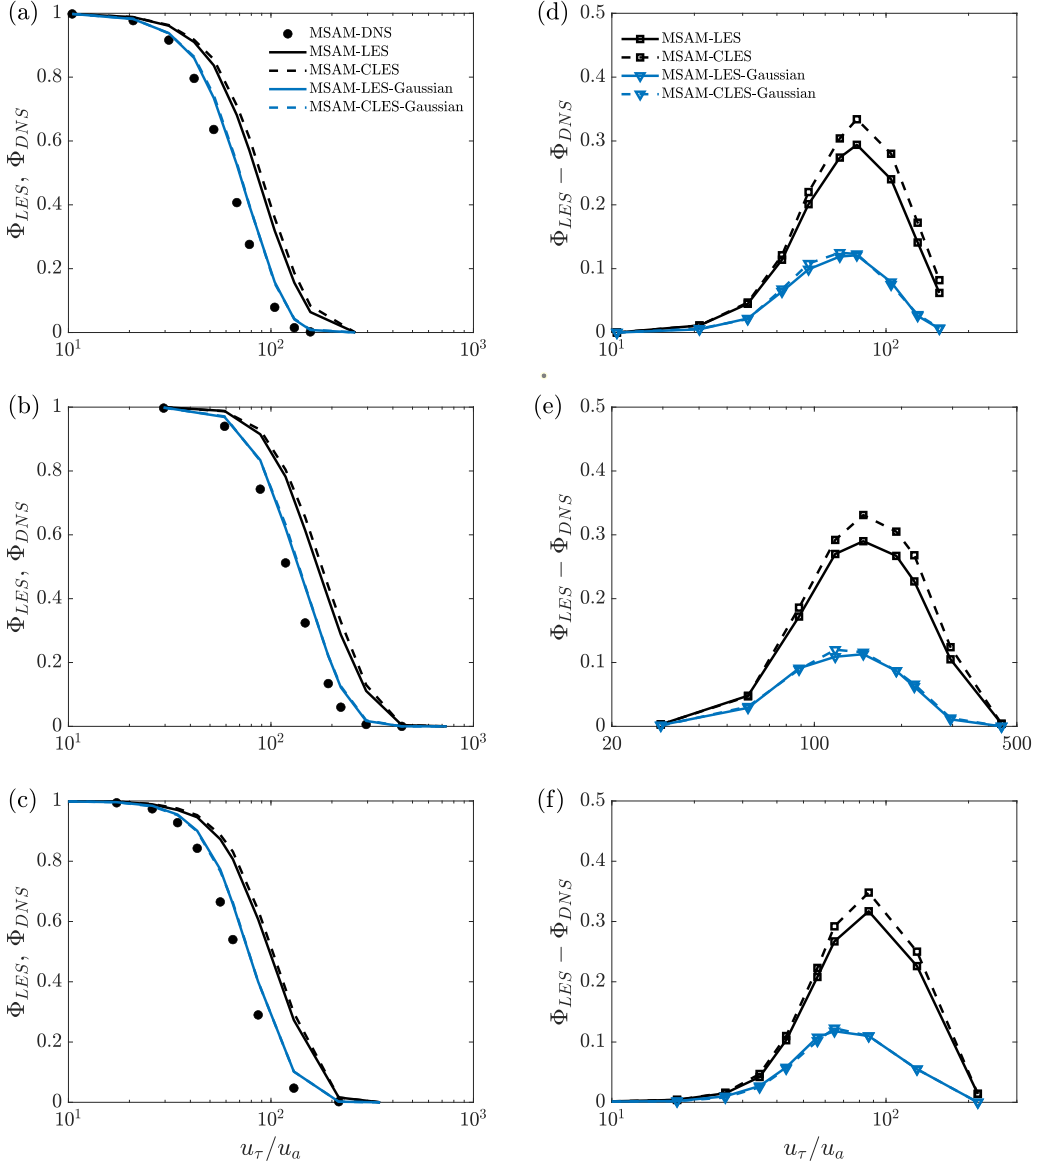 (a)
1
0.8
0.6
0.4
0.2
0
Φ_LES, Φ_DNS
10^1
10^2
10^3
MSAM-DNS
MSAM-LES
MSAM-CLES
MSAM-LES-Gaussian
MSAM-CLES-Gaussian
(d)
0.5
0.4
0.3
0.2
0.1
0
Φ_LES − Φ_DNS
10^1
10^2
MSAM-LES
MSAM-CLES
MSAM-LES-Gaussian
MSAM-CLES-Gaussian
(b)
1
0.8
0.6
0.4
0.2
0
Φ_LES, Φ_DNS
10^1
10^2
10^3
(e)
0.5
0.4
0.3
0.2
0.1
0
Φ_LES − Φ_DNS
20
100
500
(c)
1
0.8
0.6
0.4
0.2
0
Φ_LES, Φ_DNS
10^1
10^2
10^3
u_τ/u_a
(f)
0.5
0.4
0.3
0.2
0.1
0
Φ_LES − Φ_DNS
10^1
10^2
u_τ/u_a